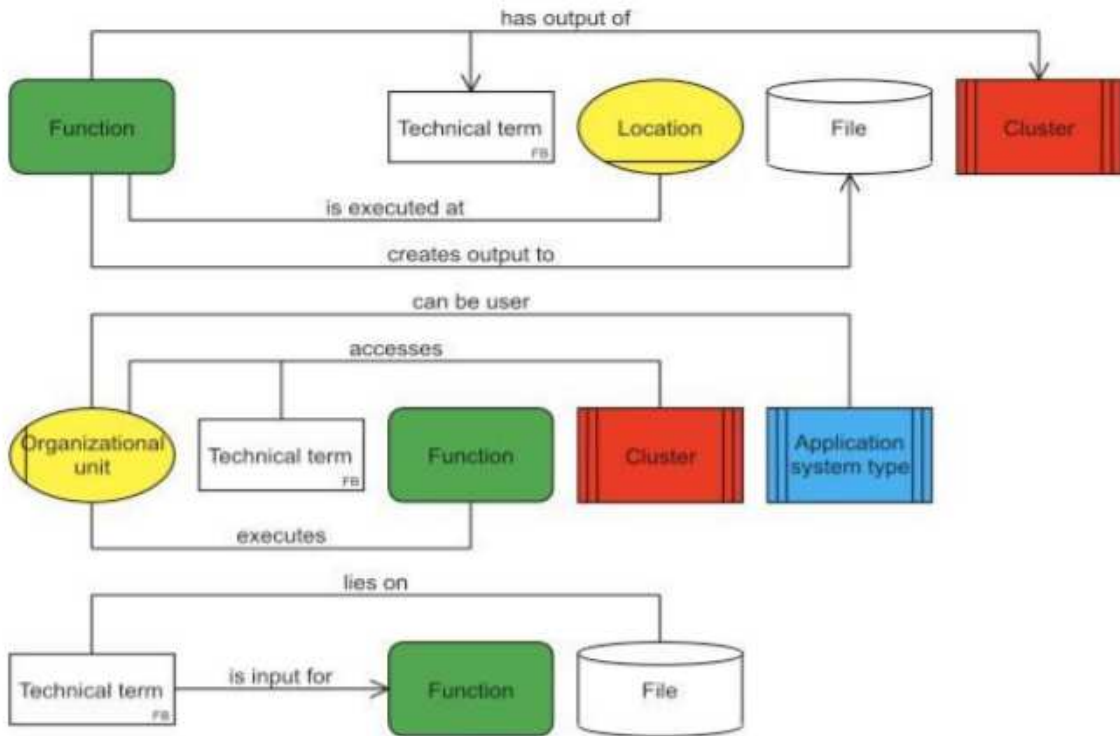 has output of
Function
Technical term
FB
Location
File
Cluster
is executed at
creates output to
can be user
accesses
Organizational
unit
Technical term
FB
Function
Cluster
Application
system type
executes
lies on
Technical term
FB
is input for
Function
File